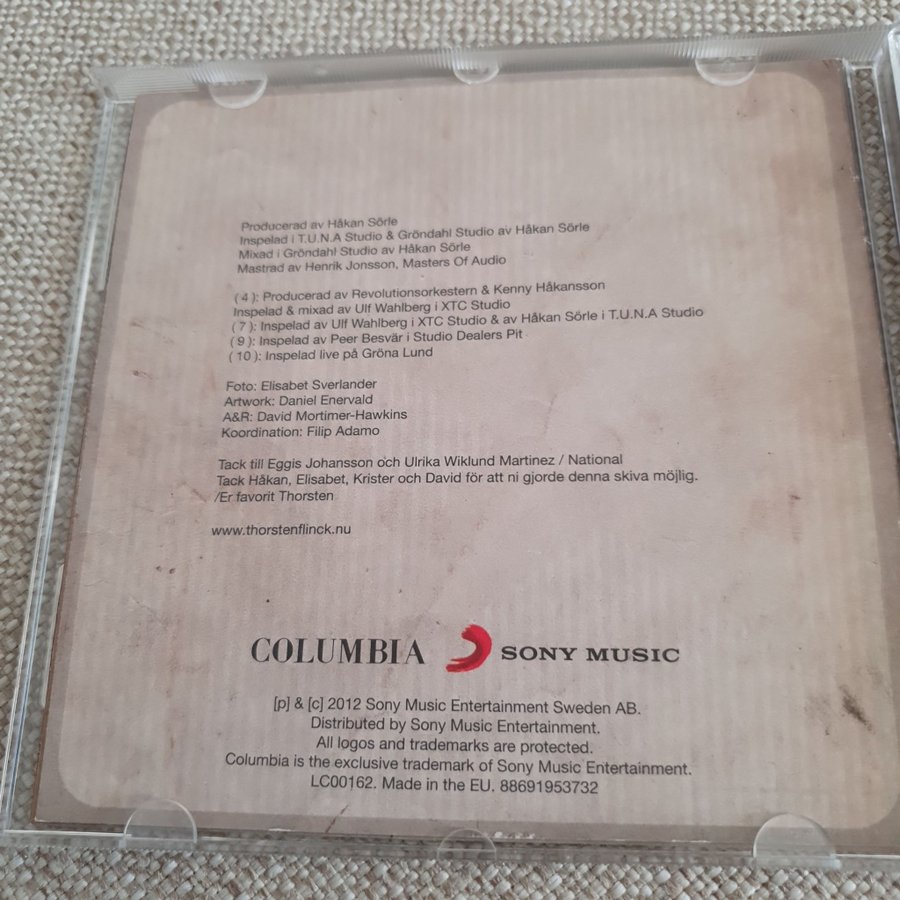 Producerad av Håkan Sörle
Inspelad i T.U.N.A Studio & Gröndahl Studio av Håkan Sörle
Mixad i Gröndahl Studio av Håkan Sörle
Mastrad av Henrik Jonsson, Masters Of Audio
( 4 ): Producerad av Revolutionsorkestern & Kenny Håkansson
Inspelad & mixad av Ulf Wahlberg i XTC Studio
( 7 ): Inspelad av Ulf Wahlberg i XTC Studio & av Håkan Sörle i T.U.N.A Studio
( 9 ): Inspelad av Peer Besvär i Studio Dealers Pit
( 10 ): Inspelad live på Gröna Lund
Foto: Elisabet Sverlander
Artwork: Daniel Enervald
A&R: David Mortimer-Hawkins
Koordination: Filip Adamo
Tack till Eggis Johansson och Ulrika Wiklund Martinez / National
Tack Håkan, Elisabet, Krister och David för att ni gjorde denna skiva möjlig.
/Er favorit Thorsten
www.thorstenflinck.nu
COLUMBIA SONY MUSIC
[p] & [c] 2012 Sony Music Entertainment Sweden AB.
Distributed by Sony Music Entertainment.
All logos and trademarks are protected.
Columbia is the exclusive trademark of Sony Music Entertainment.
LC00162. Made in the EU. 88691953732